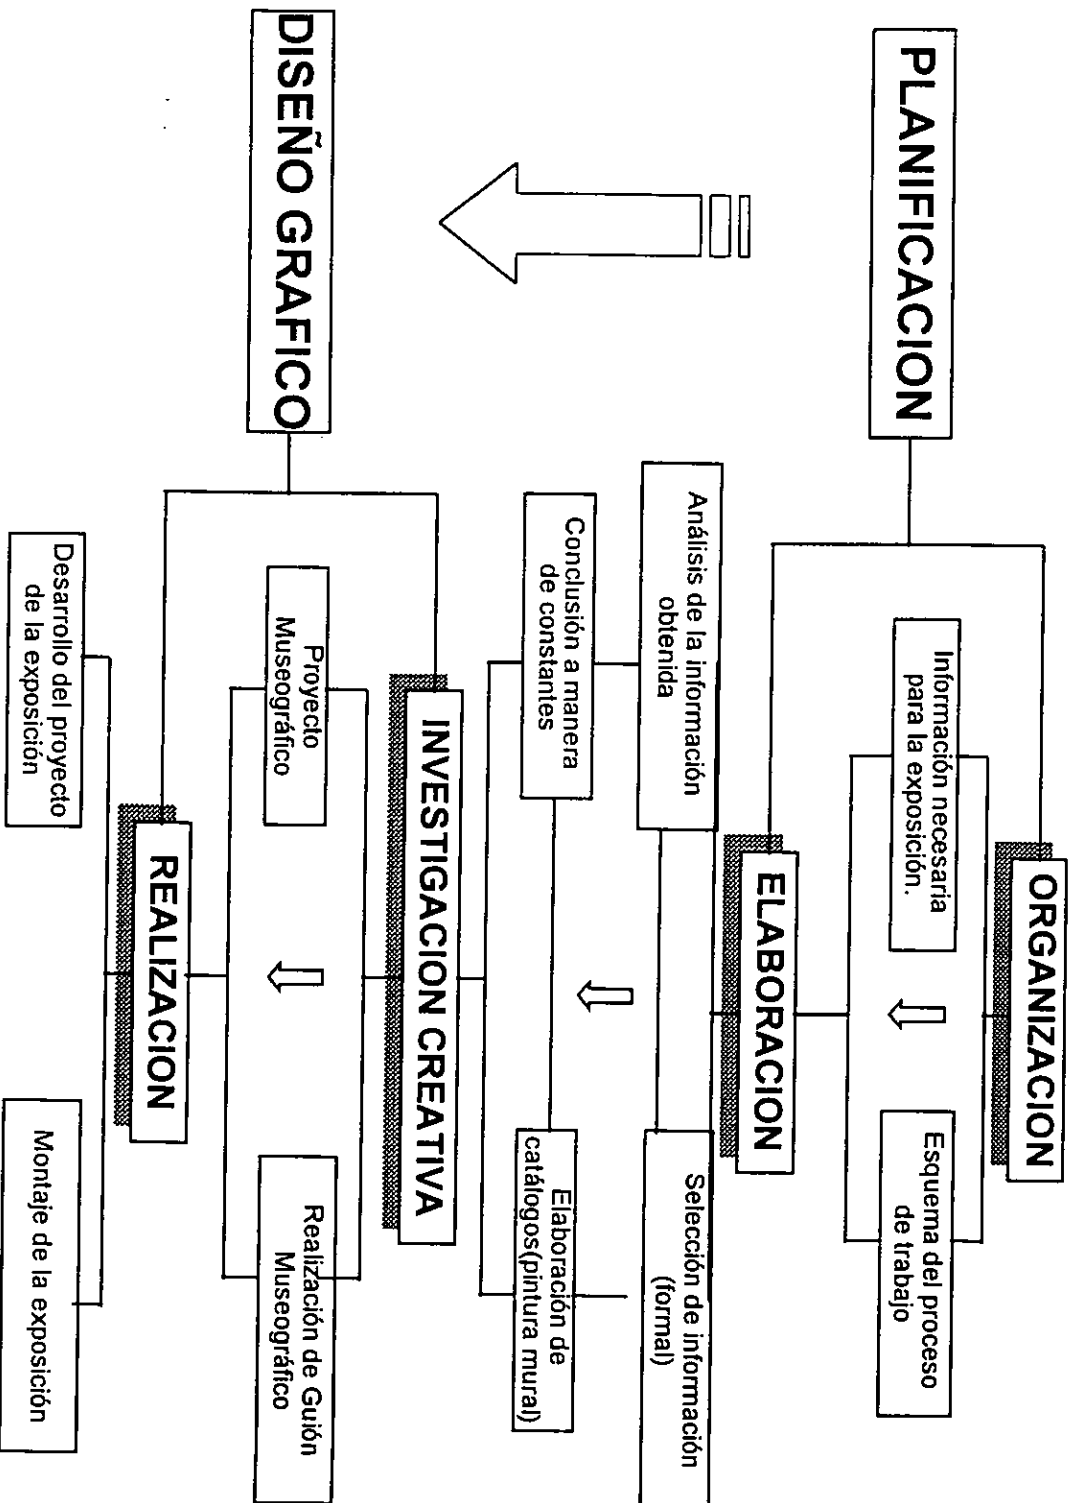 PLANIFICACION
ORGANIZACION
Información necesaria
para la exposición.
Esquema del proceso
de trabajo
ELABORACION
Análisis de la información
obtenida
Selección de información
(formal)
Conclusión a manera
de constantes
Elaboración de
catálogos(pintura mural)
DISEÑO GRAFICO
INVESTIGACION CREATIVA
Proyecto
Museográfico
Realización de Guión
Museográfico
REALIZACION
Desarrollo del proyecto
de la exposición
Montaje de la exposición